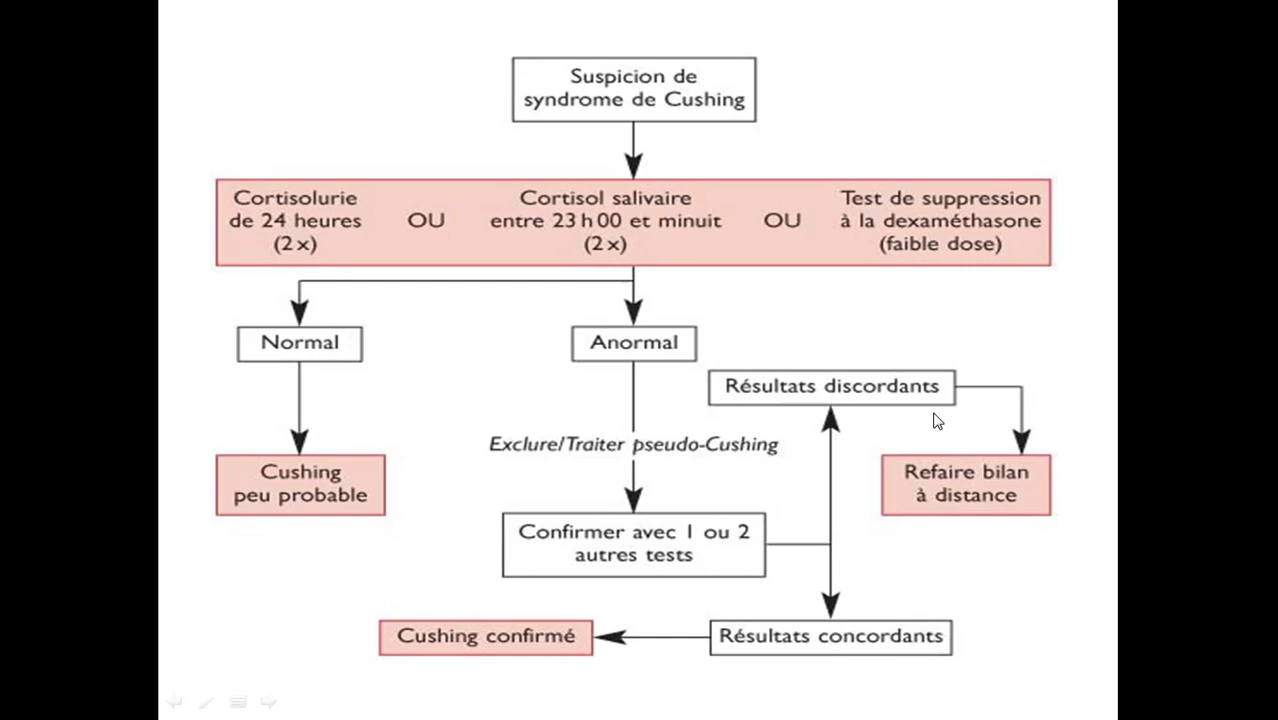 Suspicion de
syndrome de Cushing
Cortisolurie
de 24 heures
(2 x)
OU
Cortisol salivaire
entre 23 h 00 et minuit
(2 x)
OU
Test de suppression
à la dexaméthasone
(faible dose)
Normal
Anormal
Résultats discordants
Exclure/Traiter pseudo-Cushing
Cushing
peu probable
Refaire bilan
à distance
Confirmer avec 1 ou 2
autres tests
Cushing confirmé
Résultats concordants